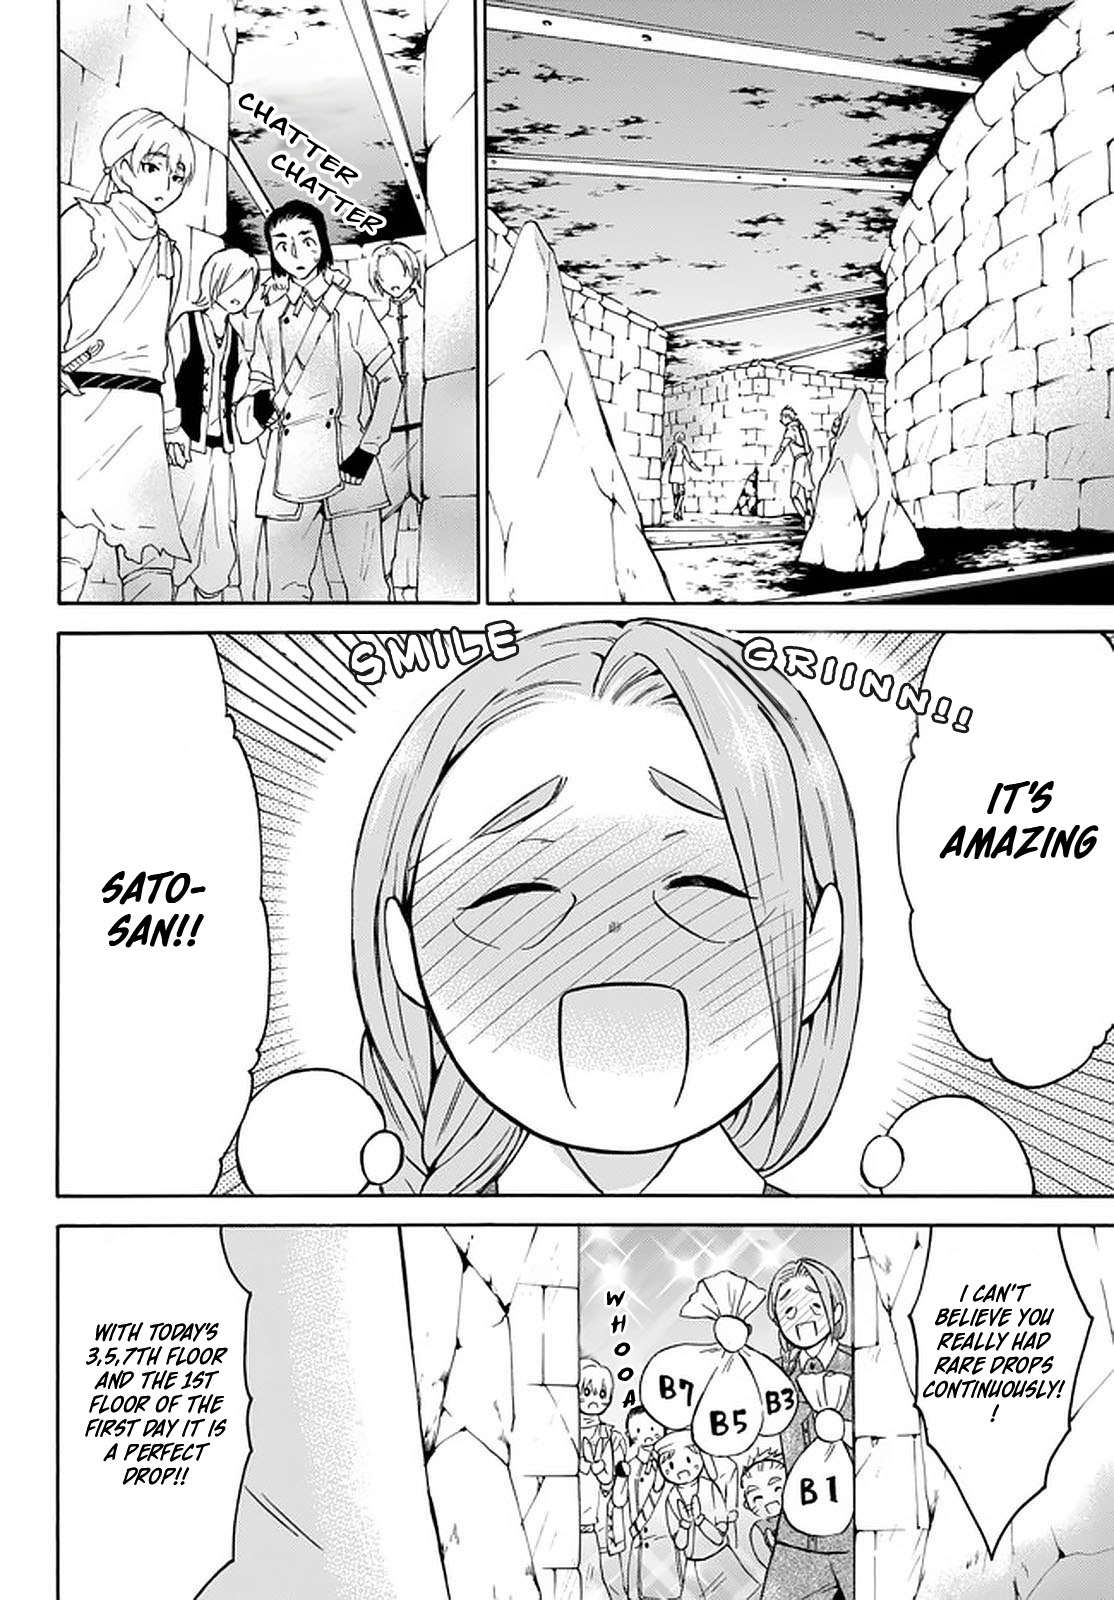 CHATTER
CHATTER
GRIINN!!
SMILE
IT'S
AMAZING
SATO-
SAN!!
I CAN'T
BELIEVE YOU
REALLY HAD
RARE DROPS
CONTINUOUSLY!
!
WHOOA
B7
B5
B3
B1
WITH TODAY'S
3,5,7TH FLOOR
AND THE 1ST
FLOOR OF THE
FIRST DAY IT IS
A PERFECT
DROP!!